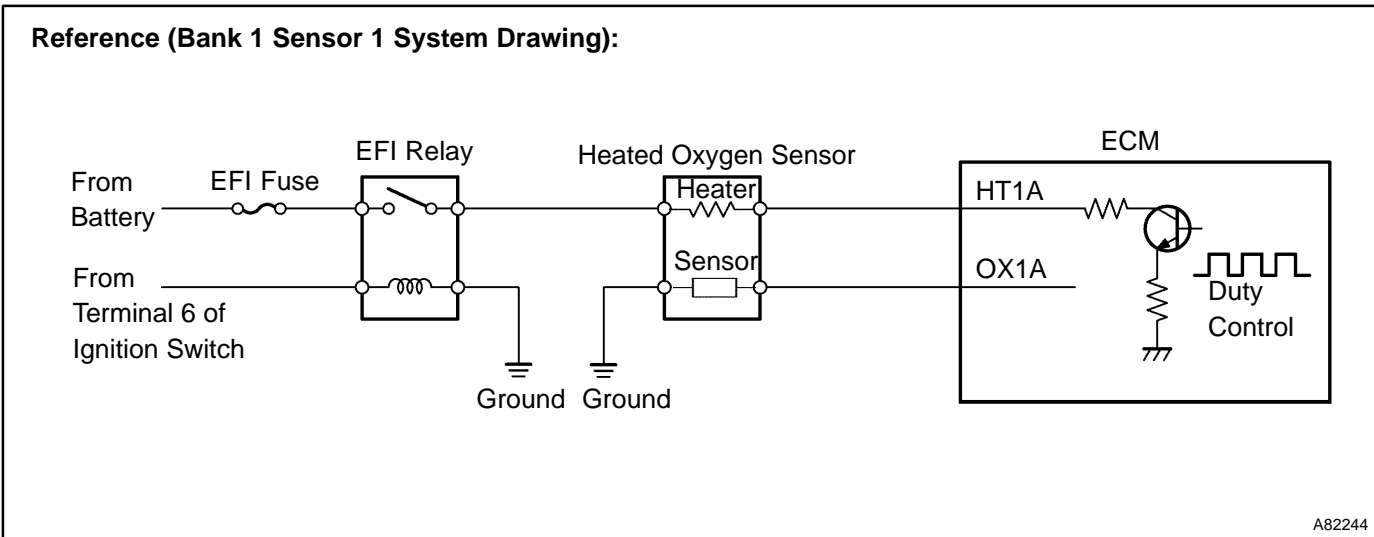 Reference (Bank 1 Sensor 1 System Drawing):
ECM
EFI Relay
Heated Oxygen Sensor
From
Battery
EFI Fuse
Heater
HT1A
From
Terminal 6 of
Ignition Switch
Sensor
OX1A
Duty
Control
Ground
Ground
A82244